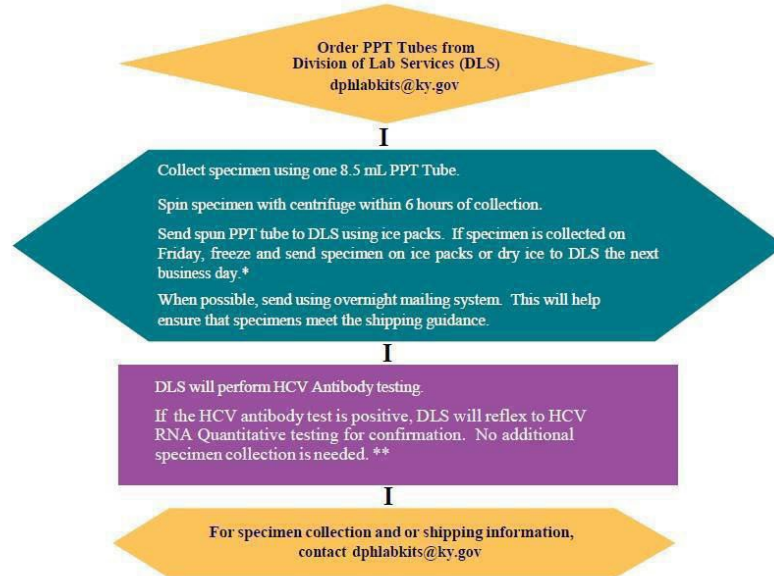 Order PPT Tubes from
Division of Lab Services (DLS)
dphlabkits@ky.gov
I
Collect specimen using one 8.5 mL PPT Tube.
Spin specimen with centrifuge within 6 hours of collection.
Send spun PPT tube to DLS using ice packs. If specimen is collected on
Friday, freeze and send specimen on ice packs or dry ice to DLS the next
business day.*
When possible, send using overnight mailing system. This will help
ensure that specimens meet the shipping guidance.
I
DLS will perform HCV Antibody testing.
If the HCV antibody test is positive, DLS will reflex to HCV
RNA Quantitative testing for confirmation. No additional
specimen collection is needed. **
I
For specimen collection and or shipping information,
contact dphlabkits@ky.gov